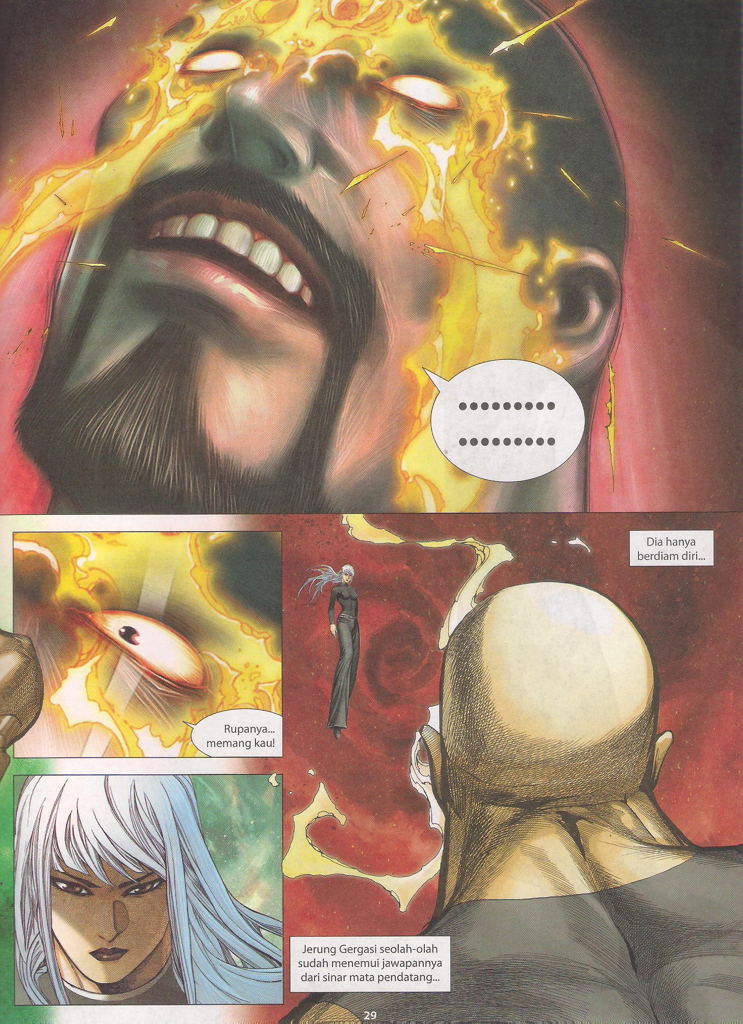 ●●●●●●●●●
●●●●●●●●●
Rupanya...
memang kau!
Dia hanya
berdiam diri...
Jerung Gergasi seolah-olah
sudah menemui jawapannya
dari sinar mata pendatang...
29